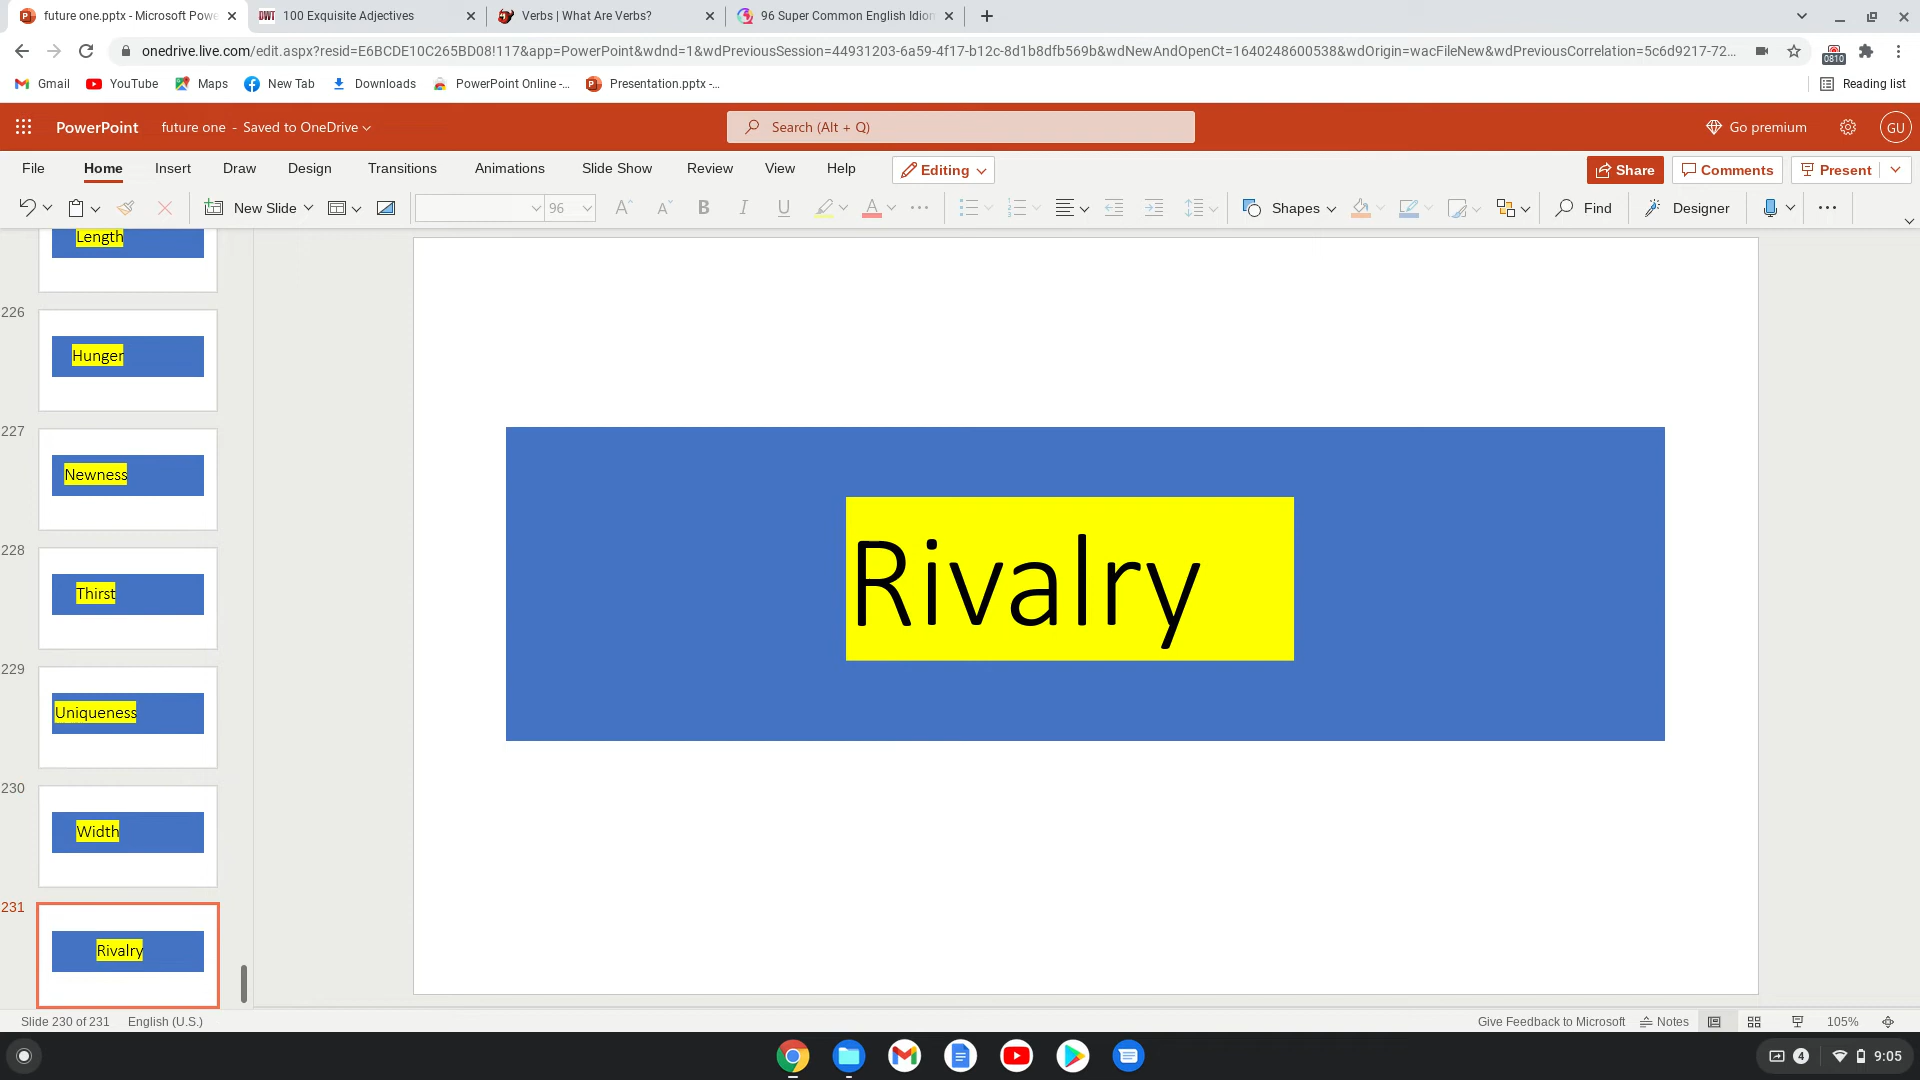 future one.pptx - Microsoft Powe
100 Exquisite Adjectives
Verbs | What Are Verbs?
96 Super Common English Idion
onedrive.live.com/edit.aspx?resid=E6BCDE10C265BD08!117&app=PowerPoint&wdnd=1&wdPreviousSession=44931203-6a59-4f17-b12c-8d1b8dfb569b&wdNewAndOpenCt=1640248600538&wdOrigin=wacFileNew&wdPreviousCorrelation=5c6d9217-72...
0810
Gmail YouTube Maps New Tab Downloads PowerPoint Online -... Presentation.pptx -... Reading list
PowerPoint future one - Saved to OneDrive Search (Alt + Q) Go premium GU
File Home Insert Draw Design Transitions Animations Slide Show Review View Help Editing Share Comments Present
New Slide 96 B I U A Shapes Find Designer
Length
226
Hunger
227
Newness
228
Thirst
229
Uniqueness
230
Width
231
Rivalry
Rivalry
Slide 230 of 231 English (U.S.) Give Feedback to Microsoft Notes 105%
4 9:05